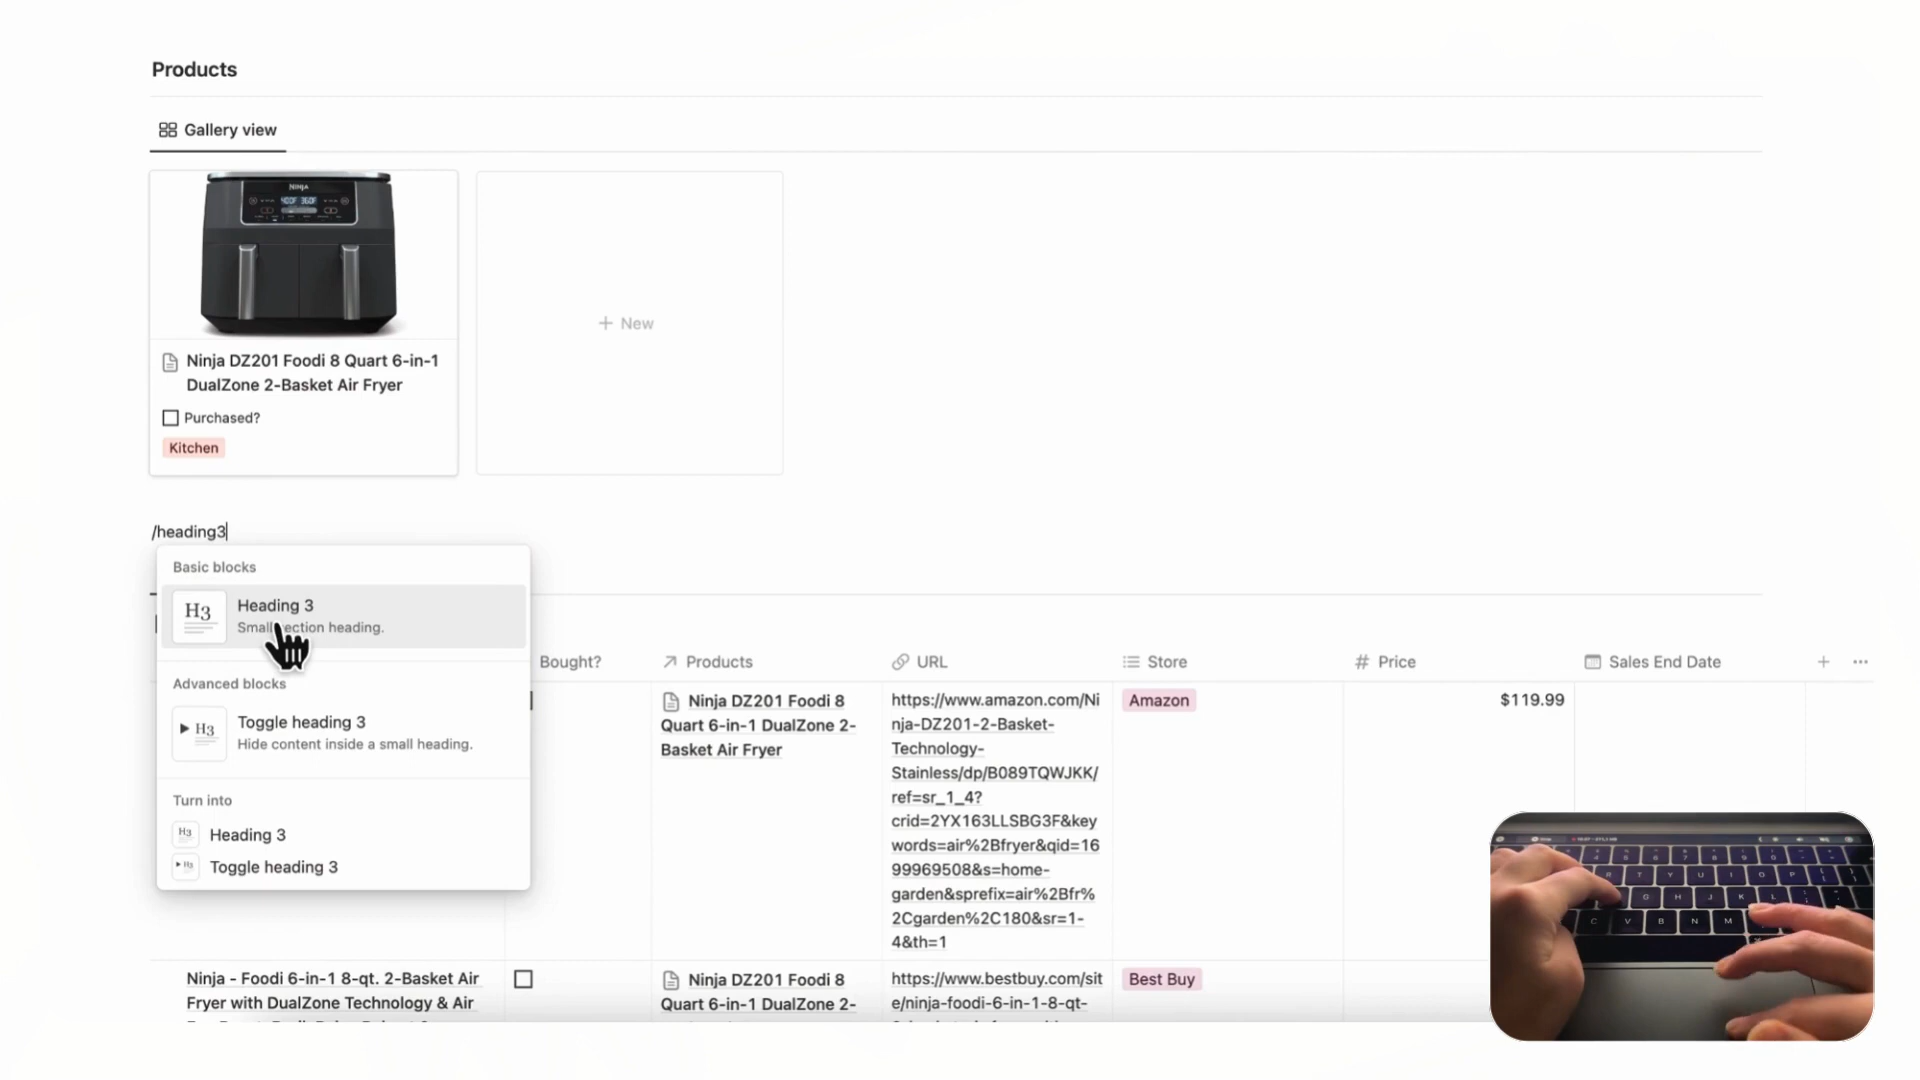 Products
Gallery view
NINJA
400F 360F
New
Ninja DZ201 Foodi 8 Quart 6-in-1
DualZone 2-Basket Air Fryer
Purchased?
Kitchen
/heading3
Basic blocks
H3
Heading 3
Small section heading.
Advanced blocks
H3
Toggle heading 3
Hide content inside a small heading.
Turn into
H3 Heading 3
H3 Toggle heading 3
Bought?
Products
URL
Store
# Price
Sales End Date
+ ...
Ninja DZ201 Foodi 8
Quart 6-in-1 DualZone 2-
Basket Air Fryer
https://www.amazon.com/Ni
nja-DZ201-2-Basket-
Technology-
Stainless/dp/B089TQWJKK/
ref=sr_1_4?
crid=2YX163LLSBG3F&key
words=air%2Bfryer&qid=16
99969508&s=home-
garden&sprefix=air%2Bfr%
2Cgarden%2C180&sr=1-
4&th=1
Amazon
$119.99
Ninja - Foodi 6-in-1 8-qt. 2-Basket Air
Fryer with DualZone Technology & Air
Ninja DZ201 Foodi 8
Quart 6-in-1 DualZone 2-
https://www.bestbuy.com/sit
e/ninja-foodi-6-in-1-8-qt-
Best Buy